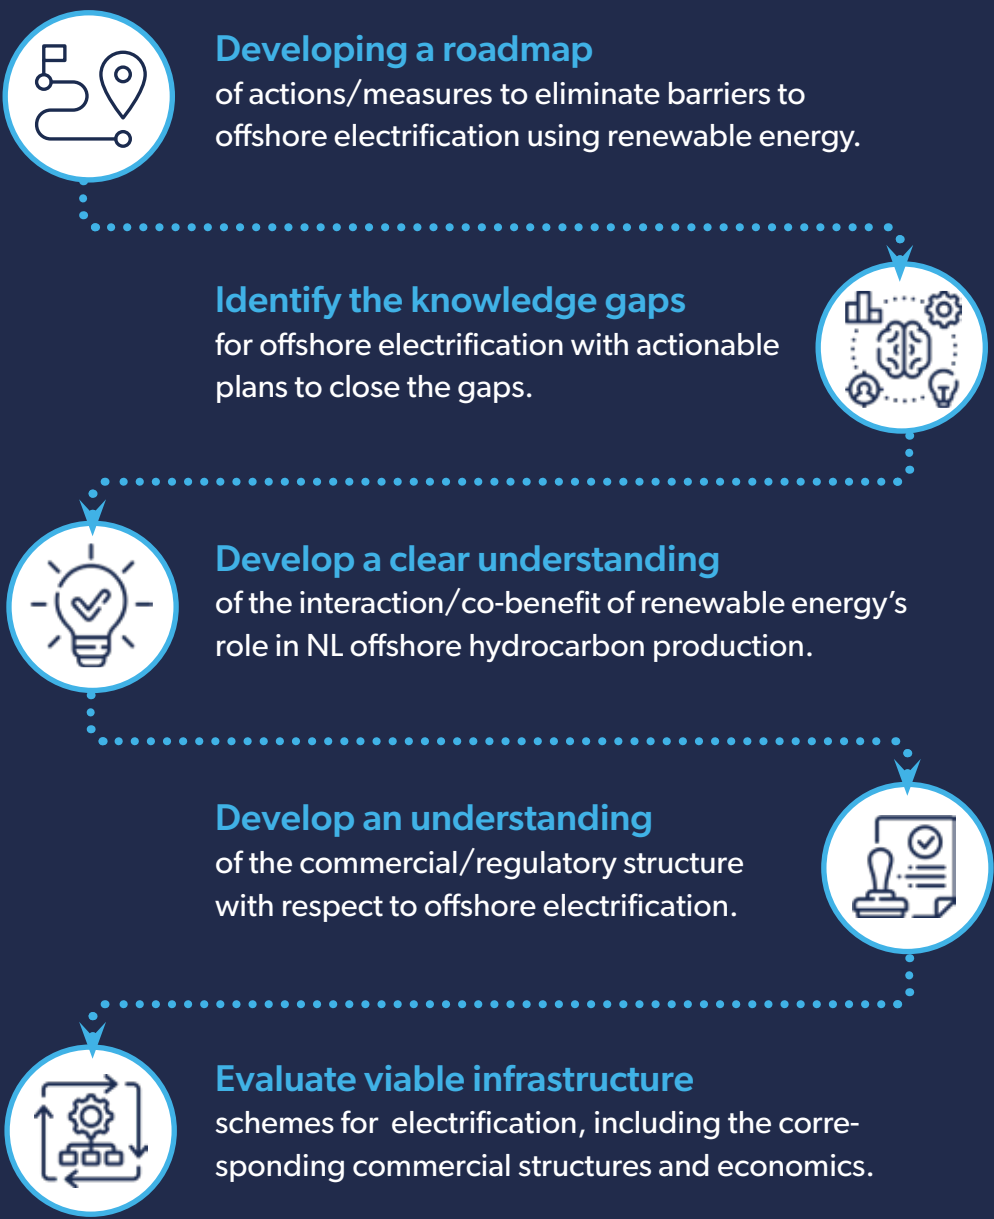 Developing a roadmap
of actions/measures to eliminate barriers to
offshore electrification using renewable energy.
Identify the knowledge gaps
for offshore electrification with actionable
plans to close the gaps.
Develop a clear understanding
of the interaction/co-benefit of renewable energy’s
role in NL offshore hydrocarbon production.
Develop an understanding
of the commercial/regulatory structure
with respect to offshore electrification.
Evaluate viable infrastructure
schemes for  electrification, including the corre-
sponding commercial structures and economics.